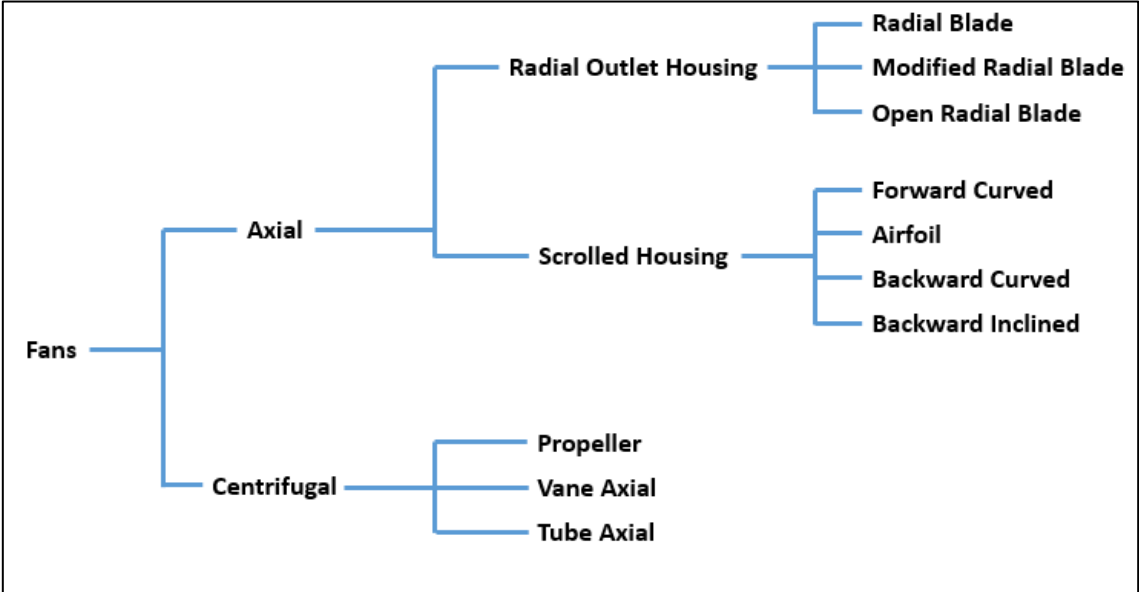 Fans
Axial
Radial Outlet Housing
Radial Blade
Modified Radial Blade
Open Radial Blade
Scrolled Housing
Forward Curved
Airfoil
Backward Curved
Backward Inclined
Centrifugal
Propeller
Vane Axial
Tube Axial